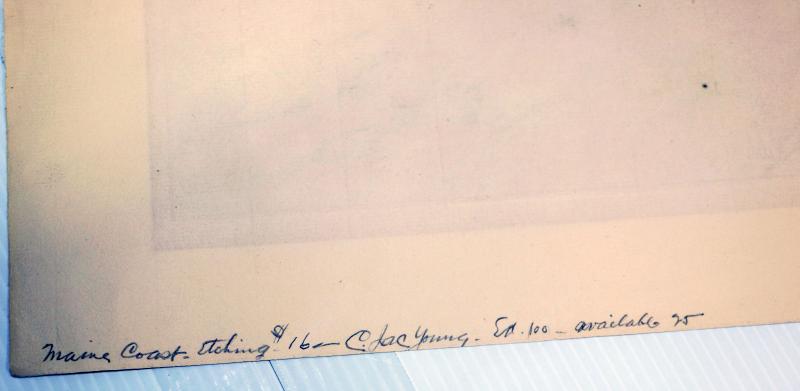 Maine Coast - Etching $16 — C. Jac Young - Ed. 100 - available 25